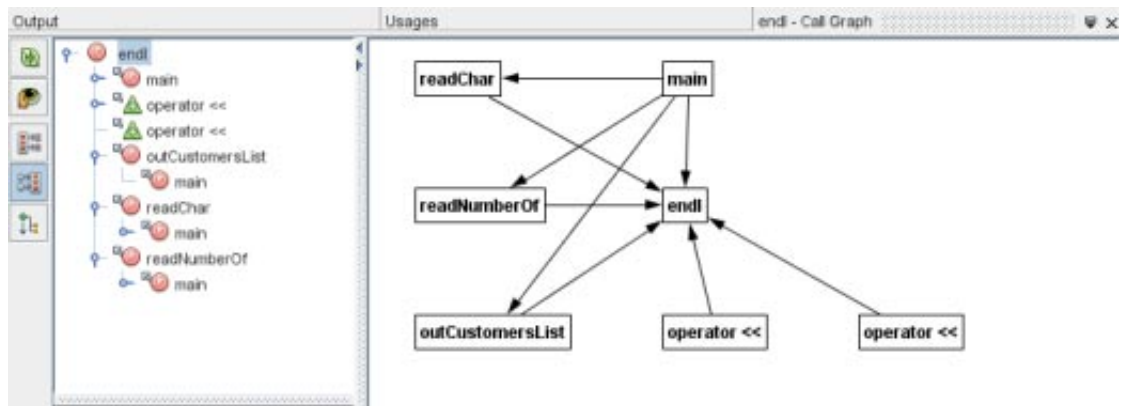 Output
Usages
endl - Call Graph
endl
main
operator <<
operator <<
outCustomersList
main
readChar
main
readNumberOf
main
readChar
main
readNumberOf
endl
outCustomersList
operator <<
operator <<